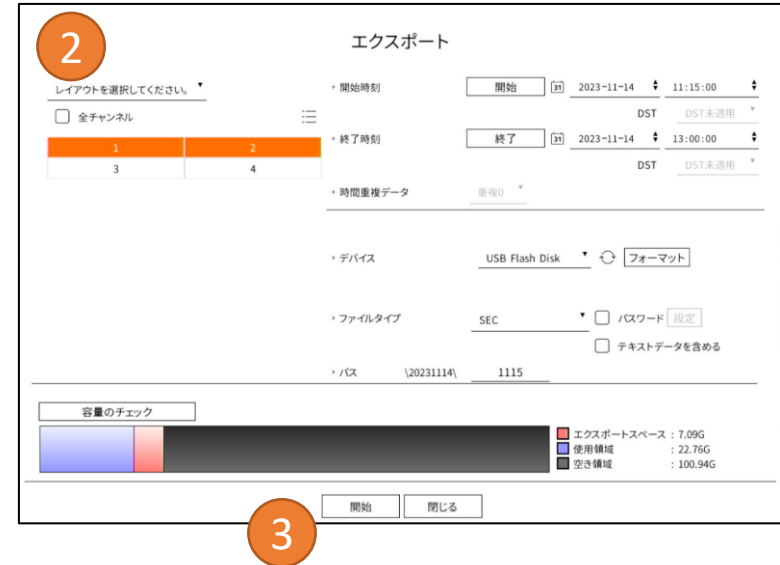 2
エクスポート
レイアウトを選択してください。
全チャンネル
1 2
3 4
開始時刻 開始 31 2023-11-14 11:15:00
DST DST未適用
終了時刻 終了 31 2023-11-14 13:00:00
DST DST未適用
時間重複データ 重複0
デバイス USB Flash Disk フォーマット
ファイルタイプ SEC パスワード 設定
テキストデータを含める
パス \20231114\ 1115
容量のチェック
エクスポートスペース : 7.09G
使用領域 : 22.76G
空き領域 : 100.94G
開始 閉じる
3